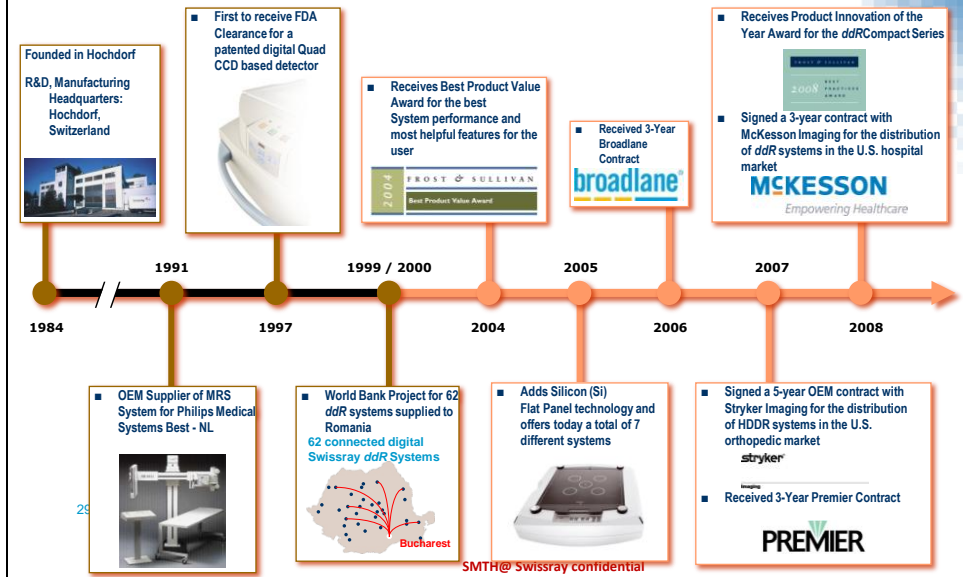 Founded in Hochdorf
R&D, Manufacturing
Headquarters:
Hochdorf,
Switzerland
■ First to receive FDA
Clearance for a
patented digital Quad
CCD based detector
■ Receives Best Product Value
Award for the best
System performance and
most helpful features for the
user
2004
FROST & SULLIVAN
Best Product Value Award
■ Received 3-Year
Broadlane
Contract
broadlane®
■ Receives Product Innovation of the
Year Award for the ddRCompact Series
FROST & SULLIVAN
2008
BEST
PRACTICES
AWARD
■ Signed a 3-year contract with
McKesson Imaging for the distribution
of ddR systems in the U.S. hospital
market
MCKESSON
Empowering Healthcare
1991
1999 / 2000
2005
2007
1984
1997
2004
2006
2008
■ OEM Supplier of MRS
System for Philips Medical
Systems Best - NL
29
■ World Bank Project for 62
ddR systems supplied to
Romania
62 connected digital
Swissray ddR Systems
Bucharest
■ Adds Silicon (Si)
Flat Panel technology and
offers today a total of 7
different systems
■ Signed a 5-year OEM contract with
Stryker Imaging for the distribution
of HDDR systems in the U.S.
orthopedic market
stryker®
Imaging
■ Received 3-Year Premier Contract
PREMIER
SMTH@ Swissray confidential